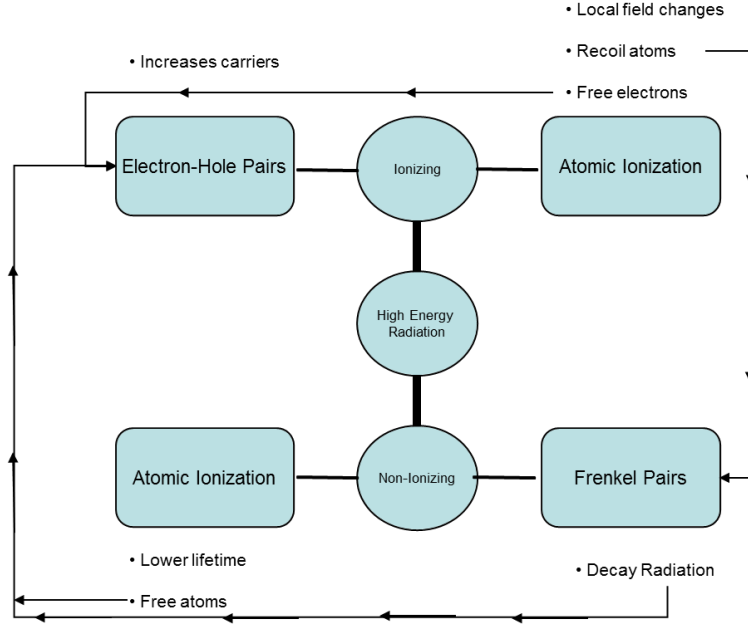 • Local field changes
• Recoil atoms
• Increases carriers
• Free electrons
Electron-Hole Pairs
Ionizing
Atomic Ionization
High Energy
Radiation
Atomic Ionization
Non-Ionizing
Frenkel Pairs
• Lower lifetime
• Decay Radiation
• Free atoms